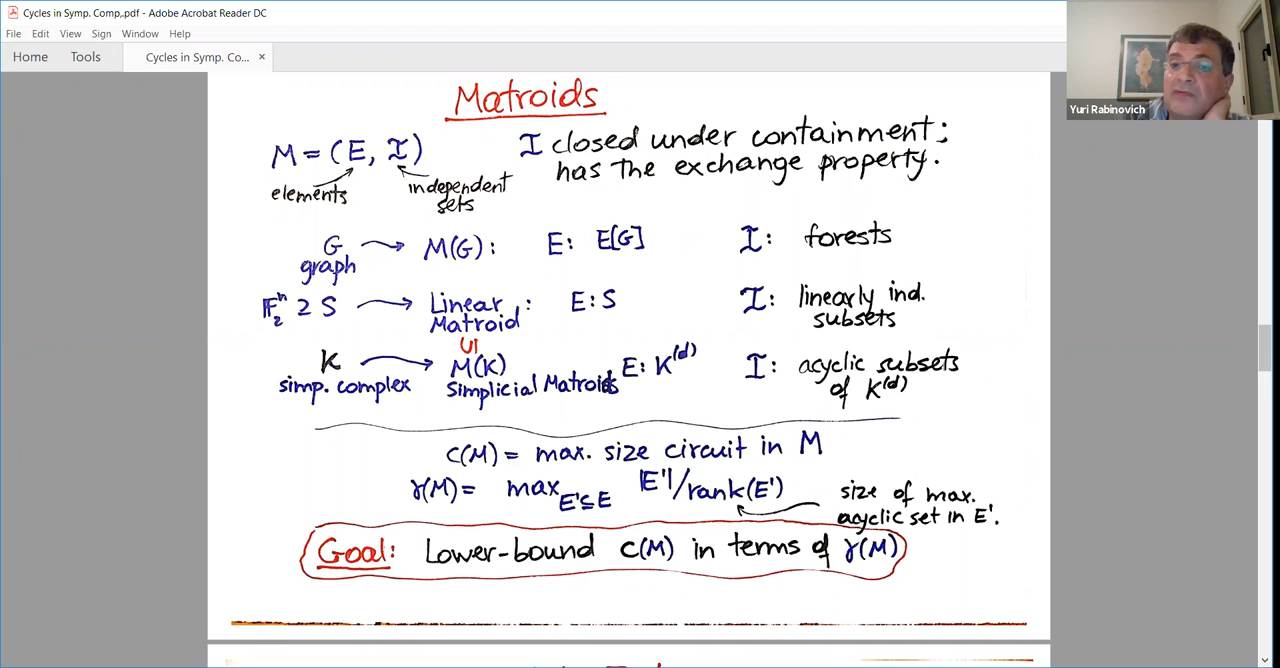 Cycles in Symp. Comp,.pdf - Adobe Acrobat Reader DC
File Edit View Sign Window Help
Home Tools Cycles in Symp. Co... ×
Yuri Rabinovich
Matroids
M = (E, I) I closed under containment;
has the exchange property.
elements independent sets
G graph → M(G): E: E[G] I: forests
F₂ⁿ ⊇ S → Linear Matroid: E: S I: linearly ind. subsets
UI
K simp. complex → M(K) Simplicial Matroids E: K^(d) I: acyclic subsets of K^(d)
c(M) = max. size circuit in M
γ(M) = max E'⊆E |E'|/rank(E')
size of max. acyclic set in E'.
Goal: Lower-bound c(M) in terms of γ(M)